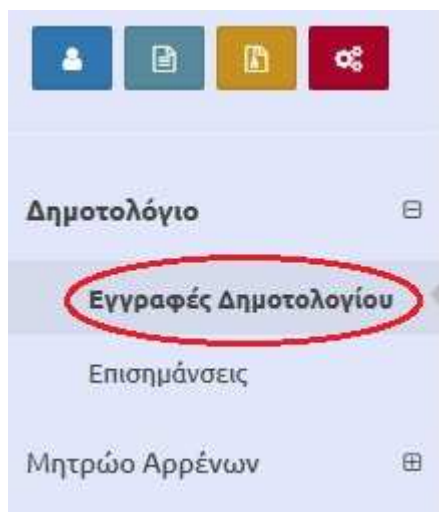 Δημοτολόγιο
Εγγραφές Δημοτολογίου
Επισημάνσεις
Μητρώο Αρρένων